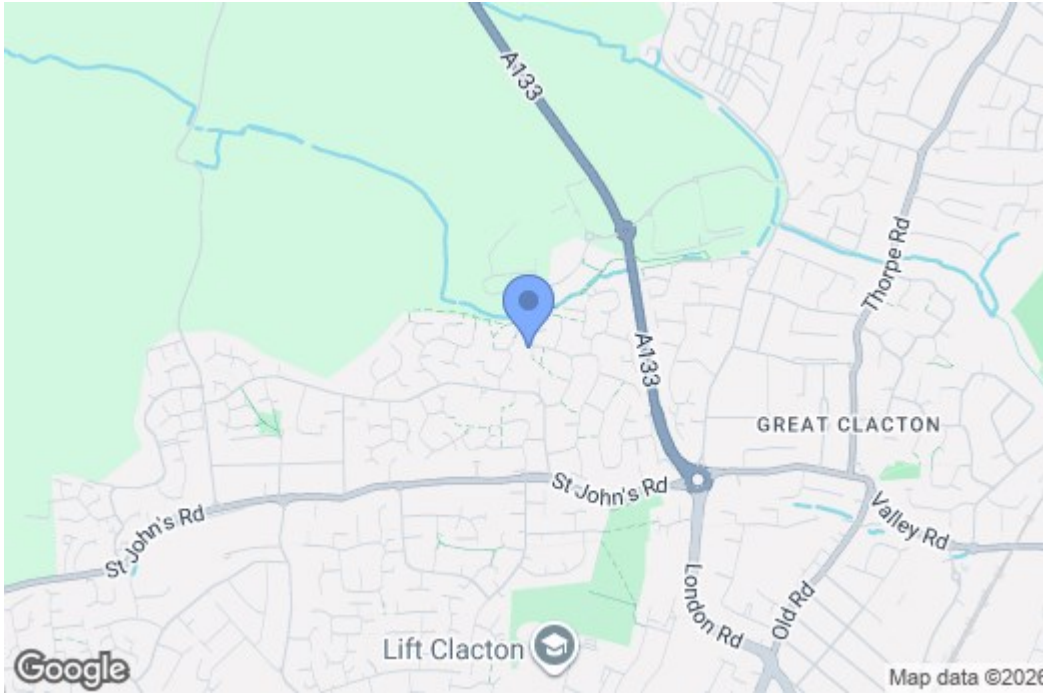 A133
Thorpe Rd
A133
GREAT CLACTON
St John's Rd
St John's Rd
Valley Rd
London Rd
Old Rd
Lift Clacton
Google
Map data ©2026